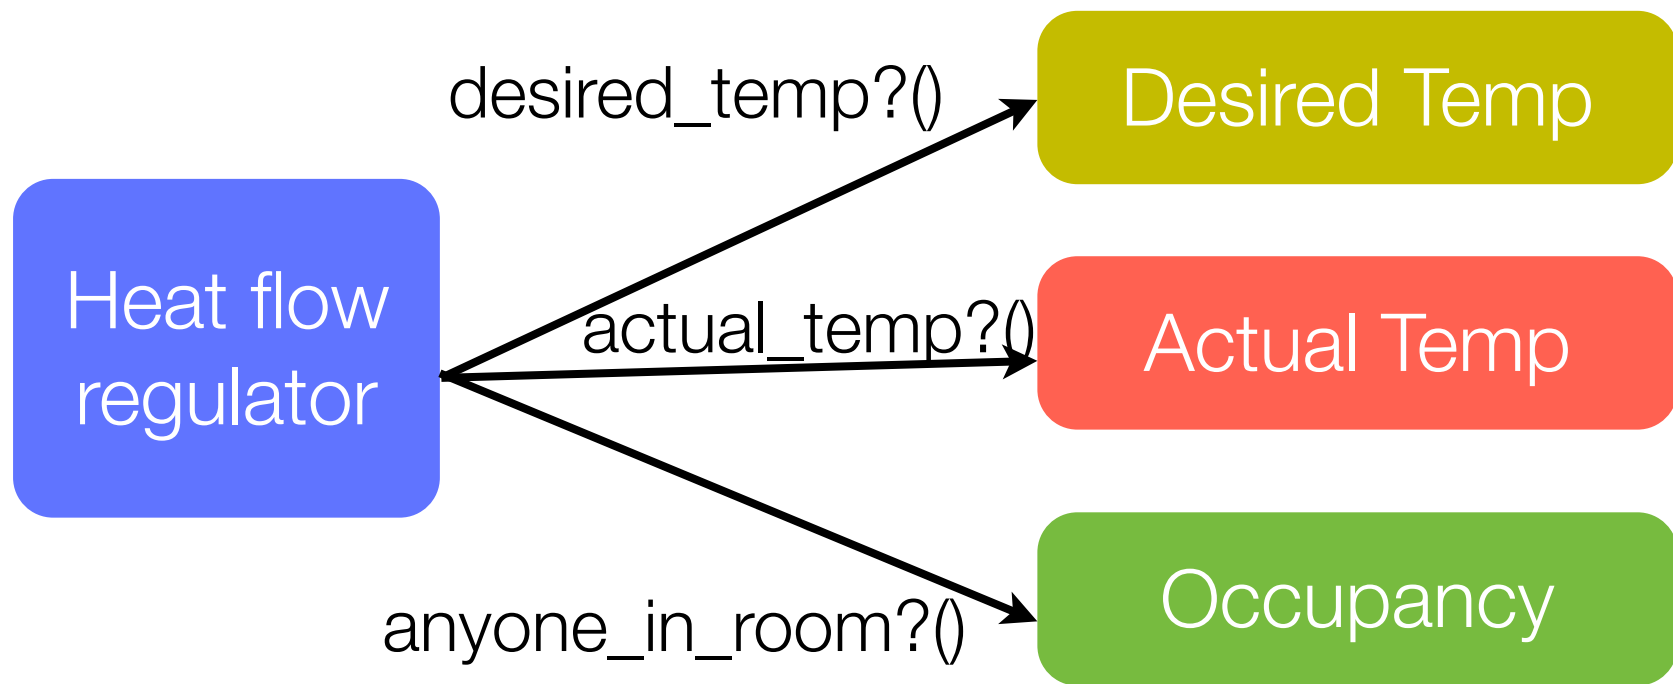 desired_temp?()
Desired Temp
Heat flow
regulator
actual_temp?()
Actual Temp
anyone_in_room?()
Occupancy